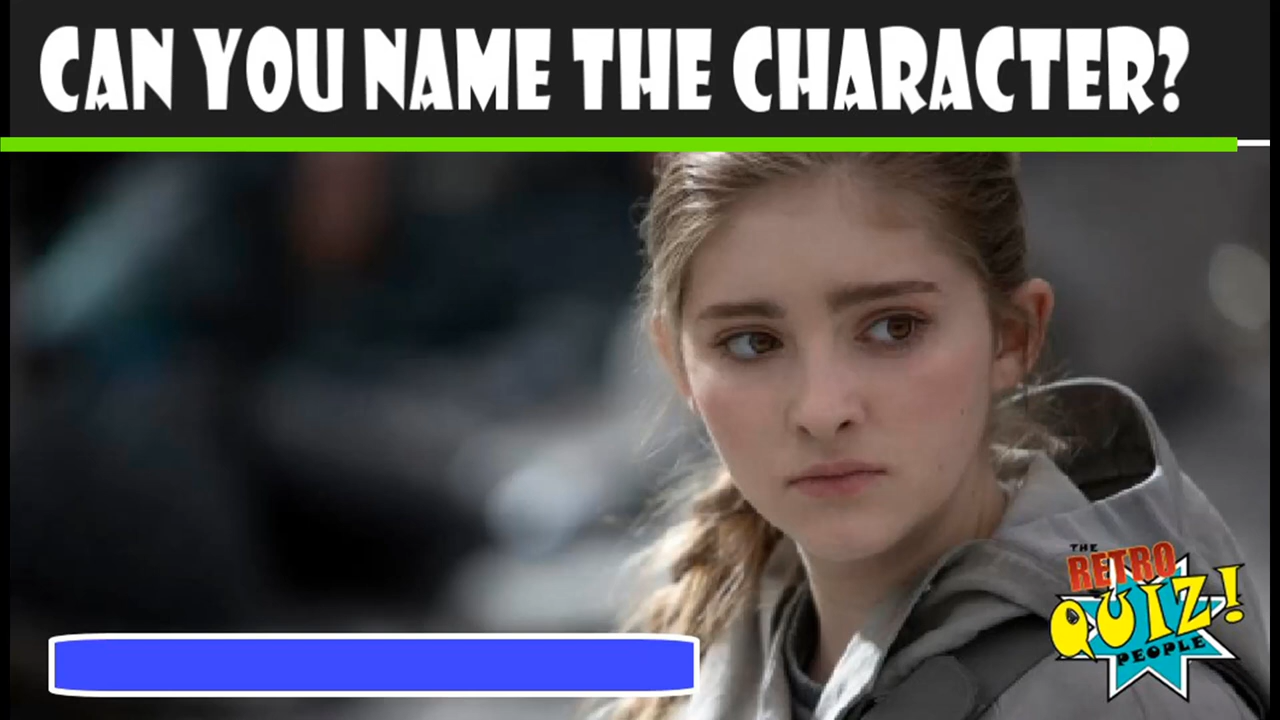 CAN YOU NAME THE CHARACTER?
THE
RETRO
QUIZ!
PEOPLE